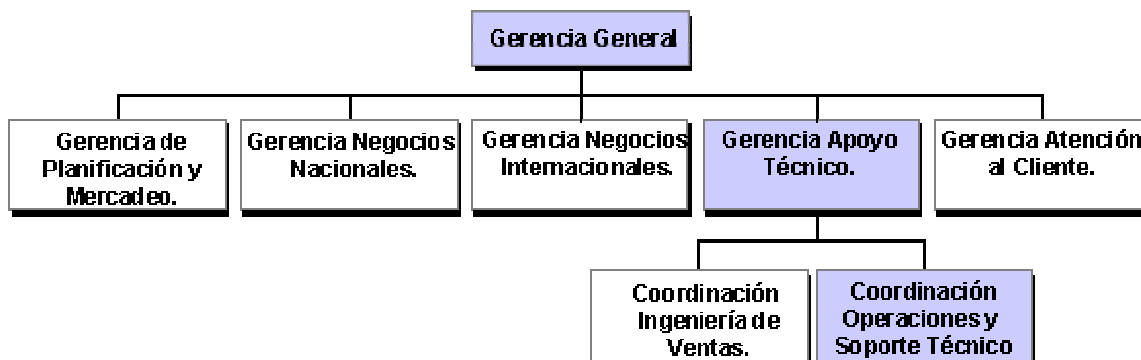 Gerencia General
Gerencia de
Planificación y
Mercadeo.
Gerencia Negocios
Nacionales.
Gerencia Negocios
Internacionales.
Gerencia Apoyo
Técnico.
Gerencia Atención
al Cliente.
Coordinación
Ingeniería de
Ventas.
Coordinación
Operaciones y
Soporte Técnico